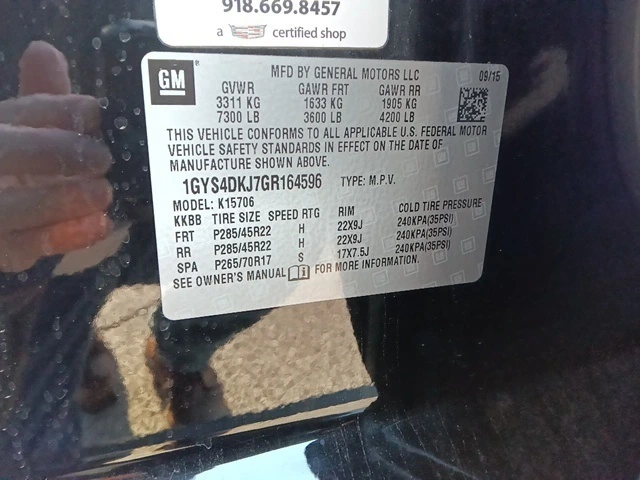 918.669.8457
a certified shop
GM ®
MFD BY GENERAL MOTORS LLC 09/15
GVWR GAWR FRT GAWR RR
3311 KG 1633 KG 1905 KG
7300 LB 3600 LB 4200 LB
THIS VEHICLE CONFORMS TO ALL APPLICABLE U.S. FEDERAL MOTOR
VEHICLE SAFETY STANDARDS IN EFFECT ON THE DATE OF
MANUFACTURE SHOWN ABOVE.
1GYS4DKJ7GR164596 TYPE: M.P.V.
MODEL: K15706
KKBB TIRE SIZE SPEED RTG RIM COLD TIRE PRESSURE
FRT P285/45R22 H 22X9J 240KPA(35PSI)
RR P285/45R22 H 22X9J 240KPA(35PSI)
SPA P265/70R17 S 17X7.5J 240KPA(35PSI)
SEE OWNER'S MANUAL FOR MORE INFORMATION.